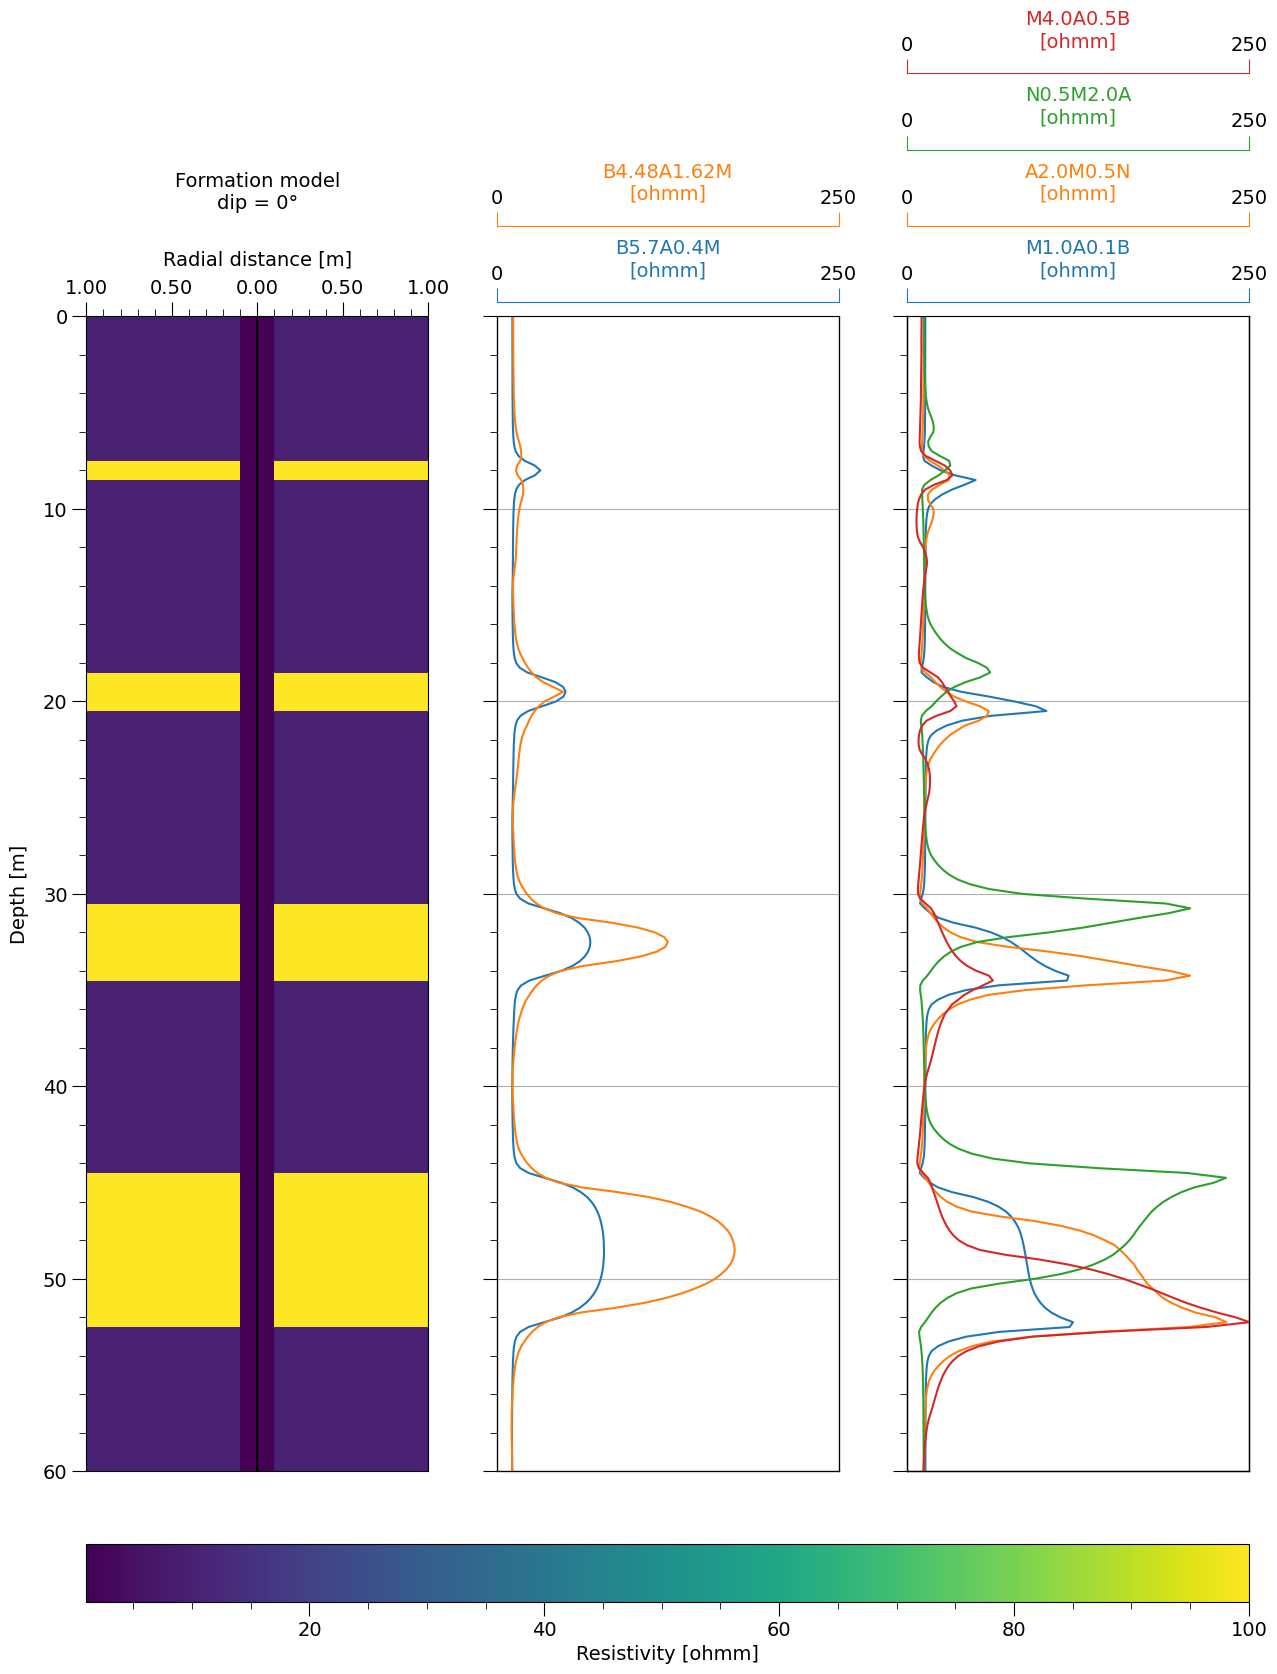 M4.0A0.5B
0 [ohmm] 250
N0.5M2.0A
0 [ohmm] 250
Formation model
dip = 0°
B4.48A1.62M
0 [ohmm] 250
A2.0M0.5N
0 [ohmm] 250
Radial distance [m]
1.00 0.50 0.00 0.50 1.00
B5.7A0.4M
0 [ohmm] 250
M1.0A0.1B
0 [ohmm] 250
Depth [m]
0
10
20
30
40
50
60
20 40 60 80 100
Resistivity [ohmm]